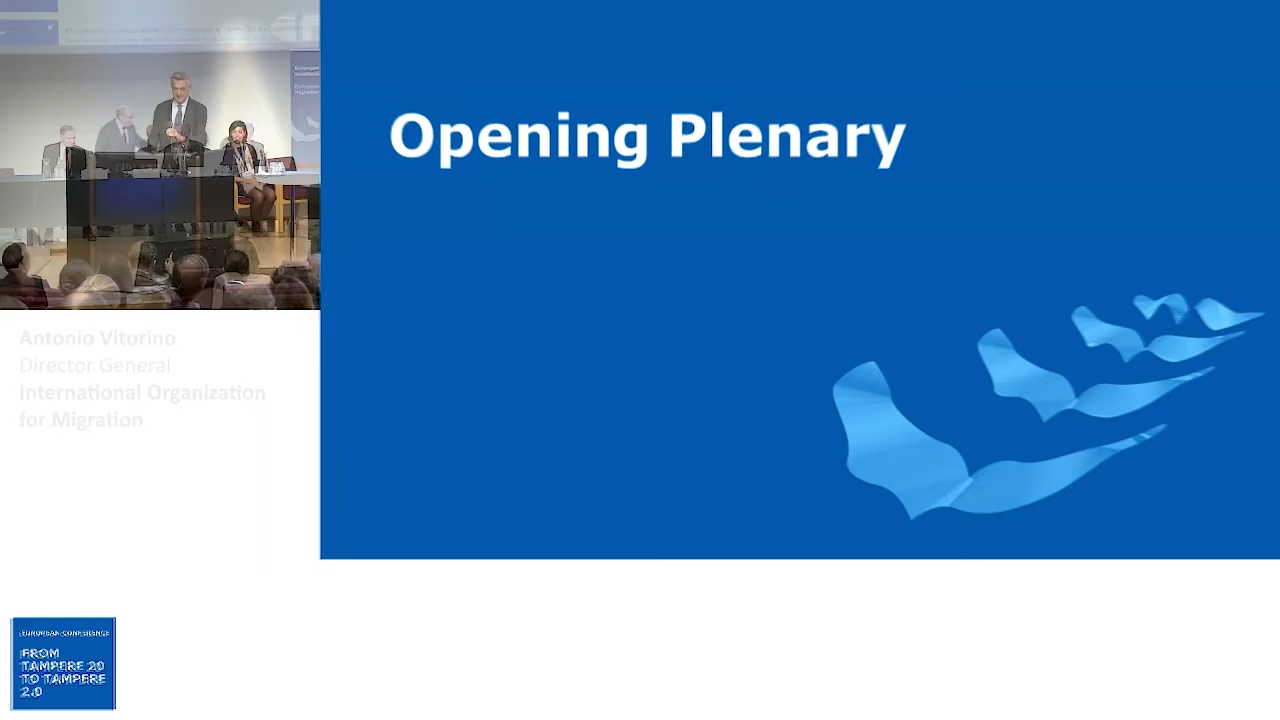 Opening Plenary
Antonio Vitorino
Director General
International Organization
for Migration
EUROPEAN CONFERENCE
FROM
TAMPERE 20
TO TAMPERE
2.0